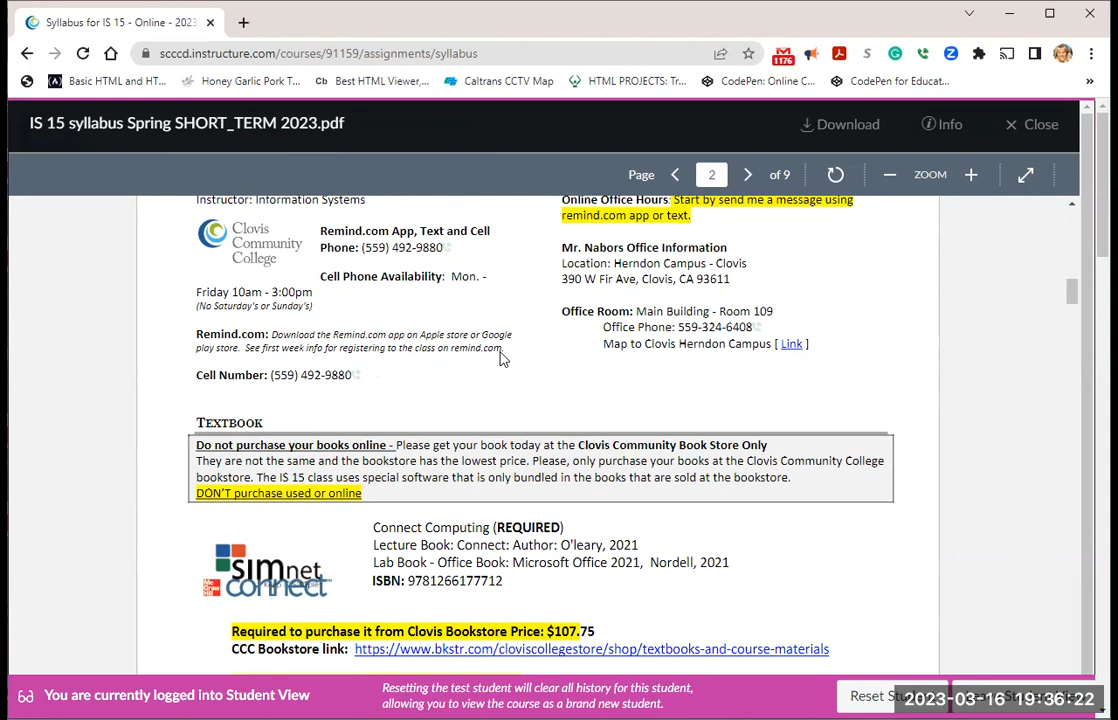 Syllabus for IS 15 - Online - 2023
scccd.instructure.com/courses/91159/assignments/syllabus
1176
Basic HTML and HT...
Honey Garlic Pork T...
Cb Best HTML Viewer,...
Caltrans CCTV Map
HTML PROJECTS: Tr...
CodePen: Online C...
CodePen for Educat...
»
IS 15 syllabus Spring SHORT_TERM 2023.pdf
Download
Info
Close
Page
2
of 9
ZOOM
Instructor: Information Systems
Clovis
Community
College
Remind.com App, Text and Cell
Phone: (559) 492-9880
Cell Phone Availability: Mon. -
Friday 10am - 3:00pm
(No Saturday's or Sunday's)
Remind.com: Download the Remind.com app on Apple store or Google
play store. See first week info for registering to the class on remind.com.
Cell Number: (559) 492-9880
Online Office Hours: Start by send me a message using
remind.com app or text.
Mr. Nabors Office Information
Location: Herndon Campus - Clovis
390 W Fir Ave, Clovis, CA 93611
Office Room: Main Building - Room 109
Office Phone: 559-324-6408
Map to Clovis Herndon Campus [ Link ]
TEXTBOOK
Do not purchase your books online - Please get your book today at the Clovis Community Book Store Only
They are not the same and the bookstore has the lowest price. Please, only purchase your books at the Clovis Community College
bookstore. The IS 15 class uses special software that is only bundled in the books that are sold at the bookstore.
DON'T purchase used or online
Mc
Graw
Hill
simnet
connect
Connect Computing (REQUIRED)
Lecture Book: Connect: Author: O'leary, 2021
Lab Book - Office Book: Microsoft Office 2021, Nordell, 2021
ISBN: 9781266177712
Required to purchase it from Clovis Bookstore Price: $107.75
CCC Bookstore link: https://www.bkstr.com/cloviscollegestore/shop/textbooks-and-course-materials
You are currently logged into Student View
Resetting the test student will clear all history for this student,
allowing you to view the course as a brand new student.
Reset
2023-03-16 19:36:22